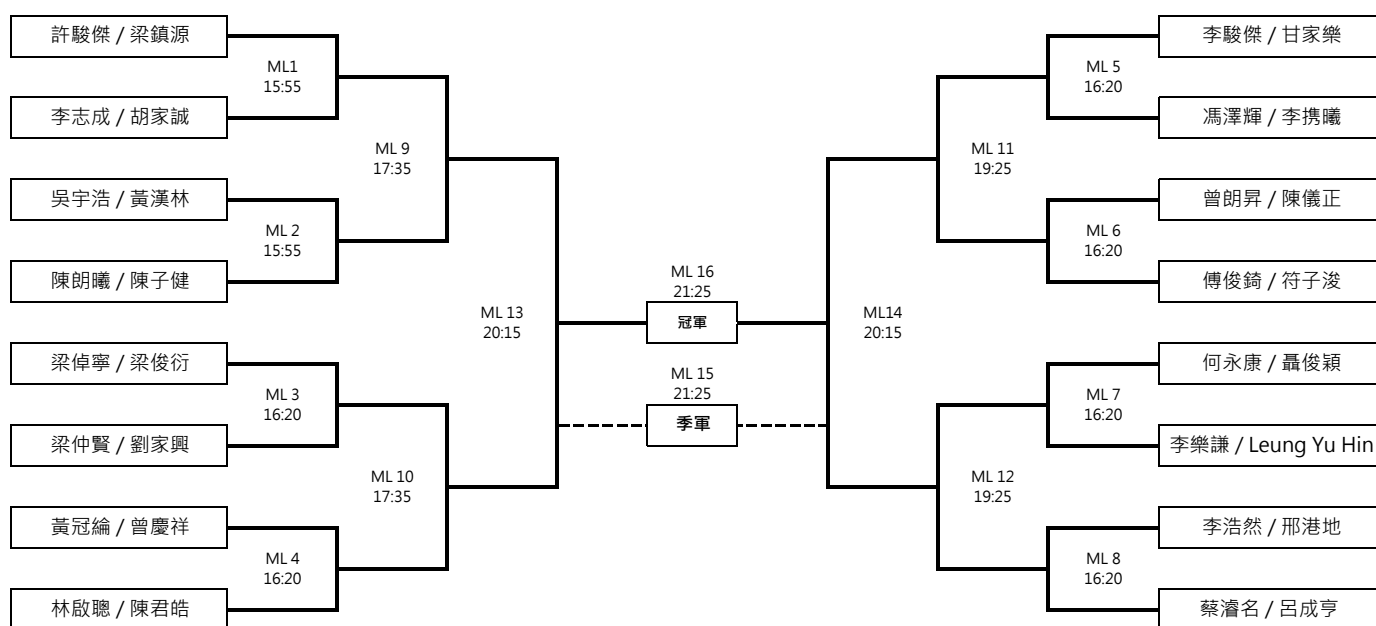 許駿傑 / 梁鎮源
ML1
15:55
李志成 / 胡家誠
ML 9
17:35
吳宇浩 / 黃漢林
ML 2
15:55
陳朗曦 / 陳子健
ML 13
20:15
梁倬寧 / 梁俊衍
ML 3
16:20
梁仲賢 / 劉家興
ML 10
17:35
黃冠綸 / 曾慶祥
ML 4
16:20
林啟聰 / 陳君皓
ML 16
21:25
冠軍
ML 15
21:25
季軍
李駿傑 / 甘家樂
ML 5
16:20
馮澤輝 / 李携曦
ML 11
19:25
曾朗昇 / 陳儀正
ML 6
16:20
傅俊錡 / 符子浚
ML14
20:15
何永康 / 聶俊穎
ML 7
16:20
李樂謙 / Leung Yu Hin
ML 12
19:25
李浩然 / 邢港地
ML 8
16:20
蔡濬名 / 呂成亨